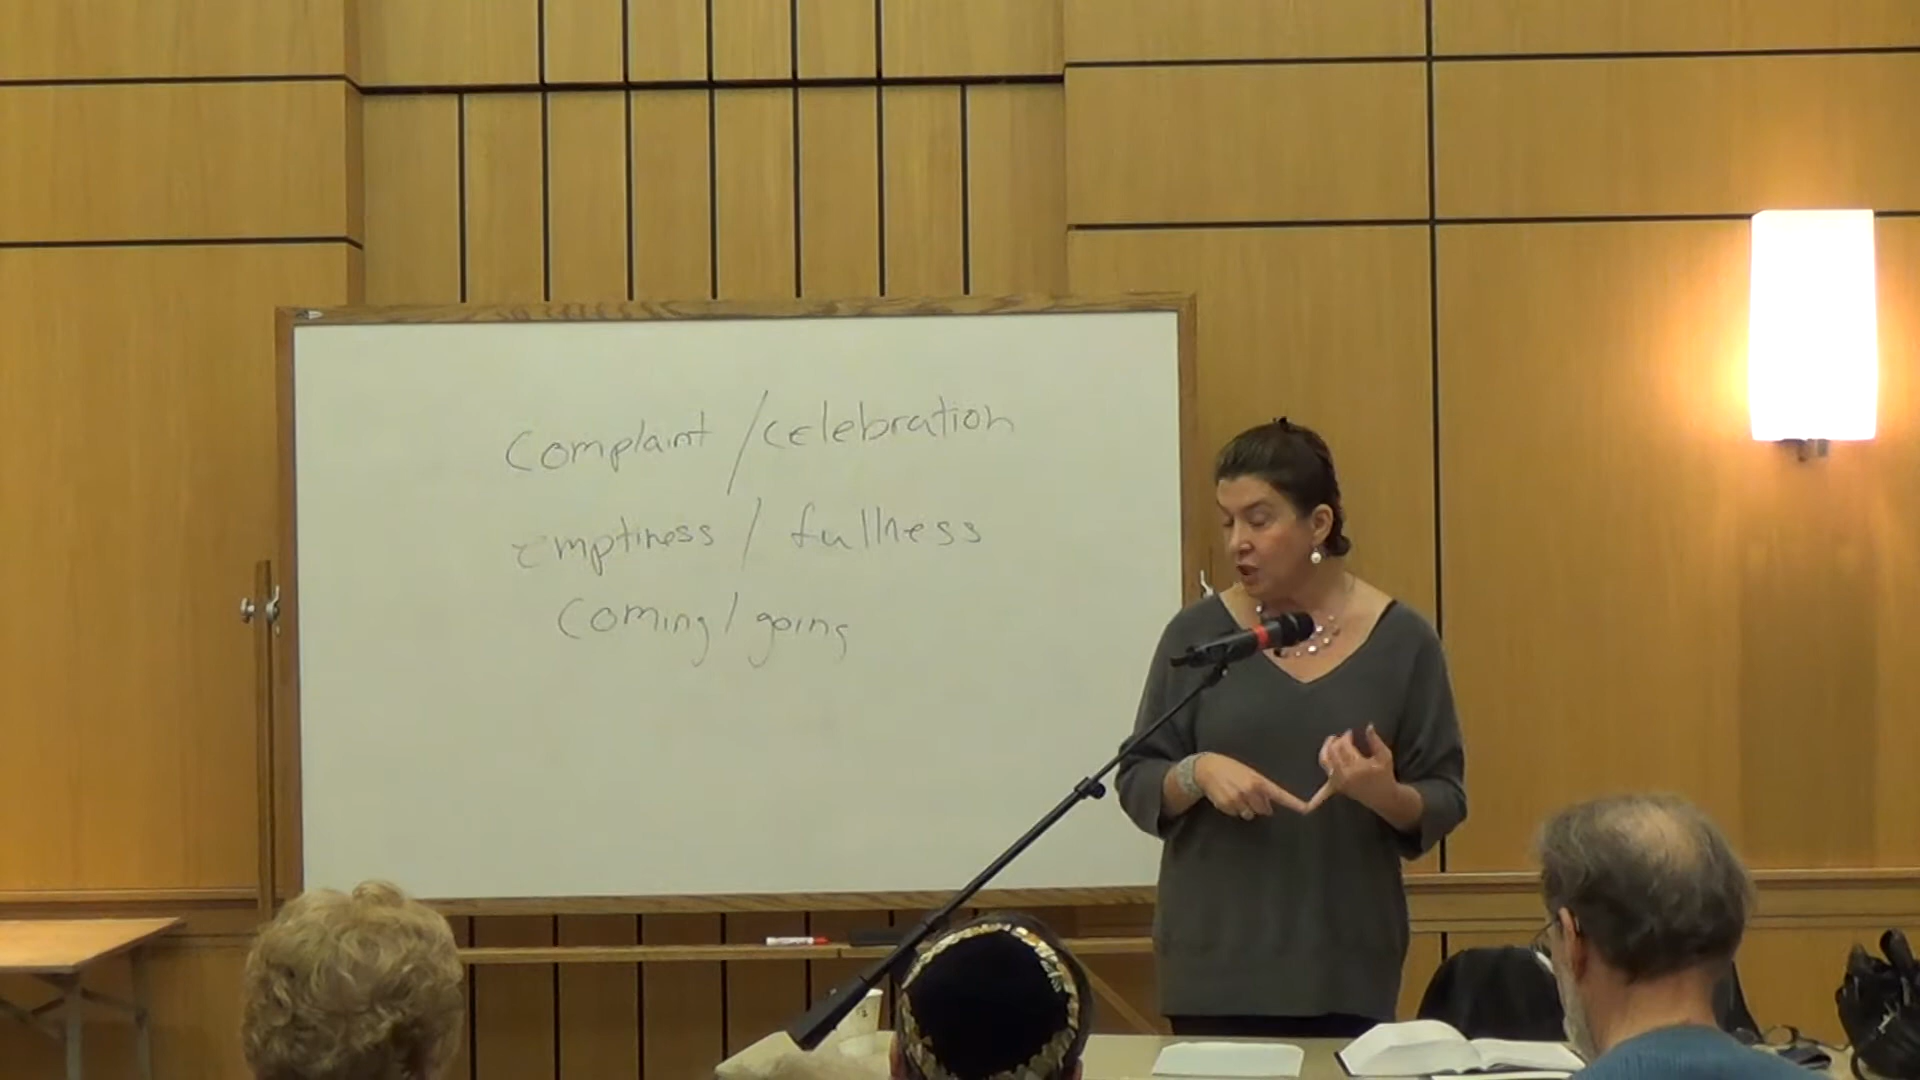 Complaint / celebration
emptiness / fullness
coming / going